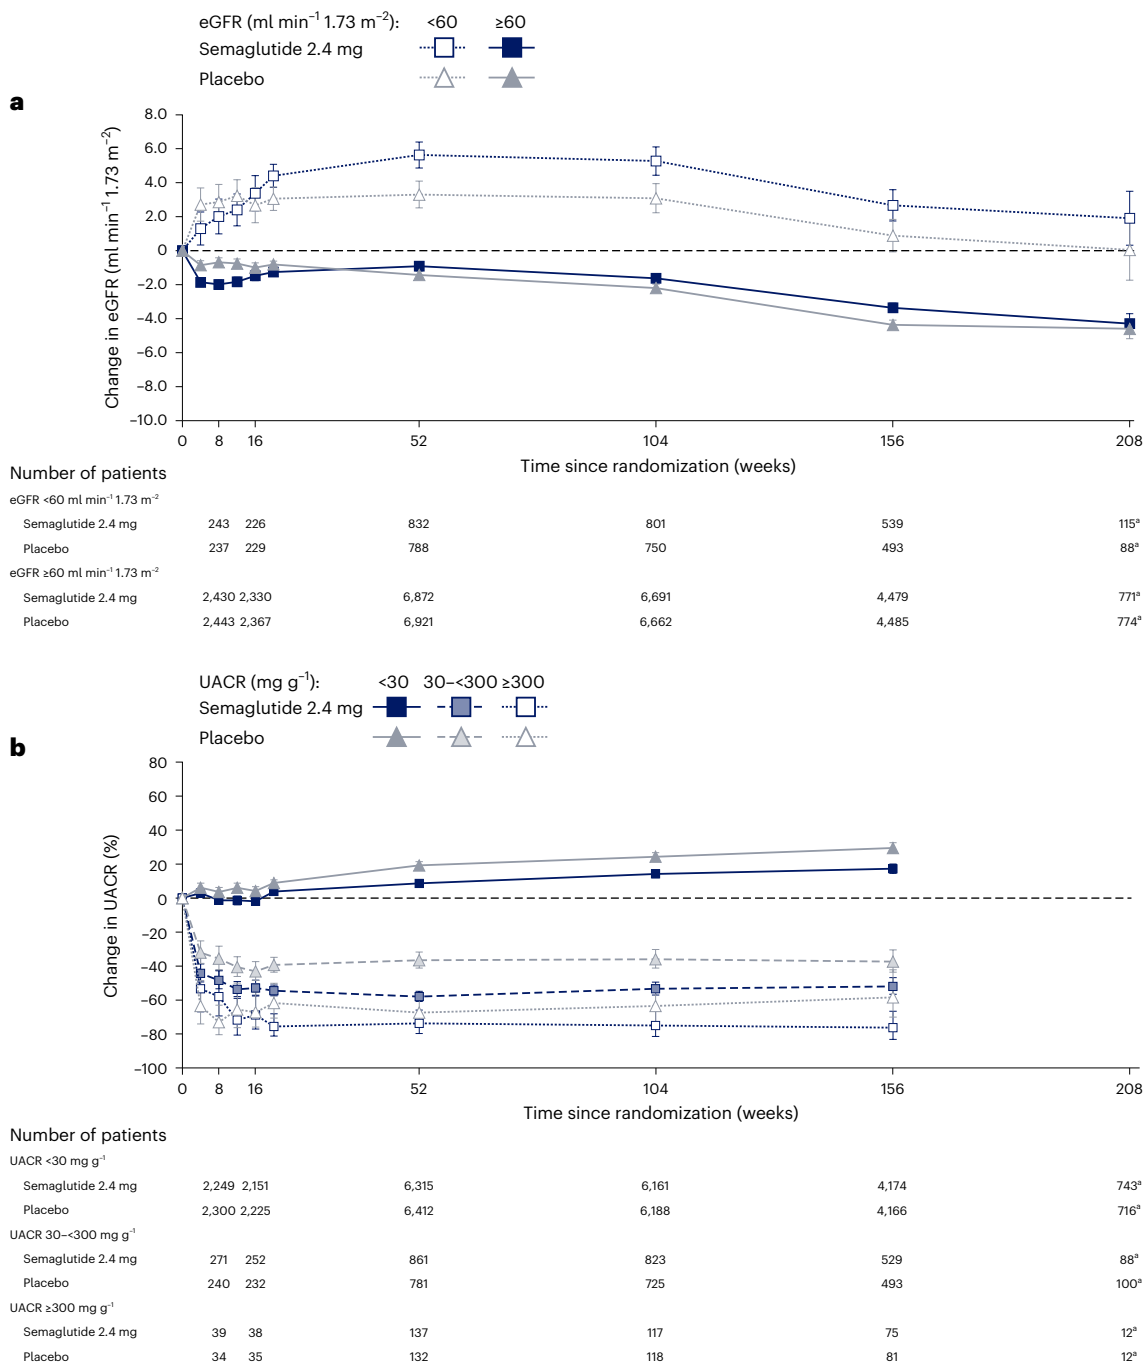 eGFR (ml min⁻¹ 1.73 m⁻²): <60 ≥60
Semaglutide 2.4 mg
Placebo
a
Change in eGFR (ml min⁻¹ 1.73 m⁻²)
8.0
6.0
4.0
2.0
0
−2.0
−4.0
−6.0
−8.0
−10.0
0 8 16 52 104 156 208
Time since randomization (weeks)
Number of patients
eGFR <60 ml min⁻¹ 1.73 m⁻²
Semaglutide 2.4 mg 243 226 832 801 539 115ᵃ
Placebo 237 229 788 750 493 88ᵃ
eGFR ≥60 ml min⁻¹ 1.73 m⁻²
Semaglutide 2.4 mg 2,430 2,330 6,872 6,691 4,479 771ᵃ
Placebo 2,443 2,367 6,921 6,662 4,485 774ᵃ
UACR (mg g⁻¹): <30 30–<300 ≥300
Semaglutide 2.4 mg
Placebo
b
Change in UACR (%)
80
60
40
20
0
−20
−40
−60
−80
−100
0 8 16 52 104 156 208
Time since randomization (weeks)
Number of patients
UACR <30 mg g⁻¹
Semaglutide 2.4 mg 2,249 2,151 6,315 6,161 4,174 743ᵃ
Placebo 2,300 2,225 6,412 6,188 4,166 716ᵃ
UACR 30–<300 mg g⁻¹
Semaglutide 2.4 mg 271 252 861 823 529 88ᵃ
Placebo 240 232 781 725 493 100ᵃ
UACR ≥300 mg g⁻¹
Semaglutide 2.4 mg 39 38 137 117 75 12ᵃ
Placebo 34 35 132 118 81 12ᵃ